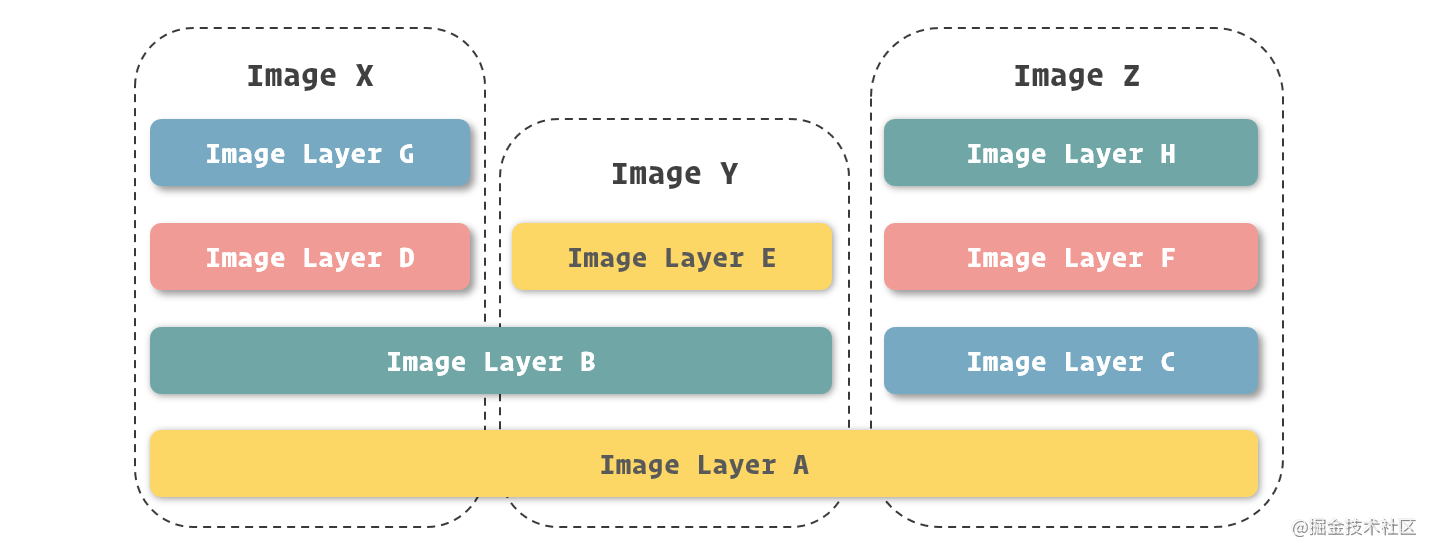 Image X
Image Z
Image Layer G
Image Layer H
Image Y
Image Layer D
Image Layer E
Image Layer F
Image Layer B
Image Layer C
Image Layer A
@掘金技术社区